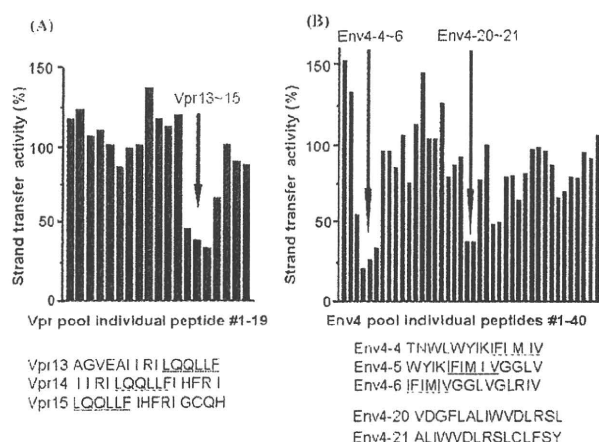 (A)
Strand transfer activity (%)
150
100
50
0
Vpr13~15
Vpr pool individual peptide #1-19
Vpr13 AGVEAIIRILQQLLF
Vpr14 IIRILQQLLFIHFRI
Vpr15 LQQLLFIHFRIGCQH
(B)
Env4-4~6
Env4-20~21
Strand transfer activity (%)
150
100
50
0
Env4 pool individual peptides #1-40
Env4-4 TNWLWYIKIFIMIV
Env4-5 WYIKIFIMIVGGLV
Env4-6 IFIMIVGGLVGLRIV
Env4-20 VDGFLALIWVDLRSL
Env4-21 ALIWVDLRSLCLFSY